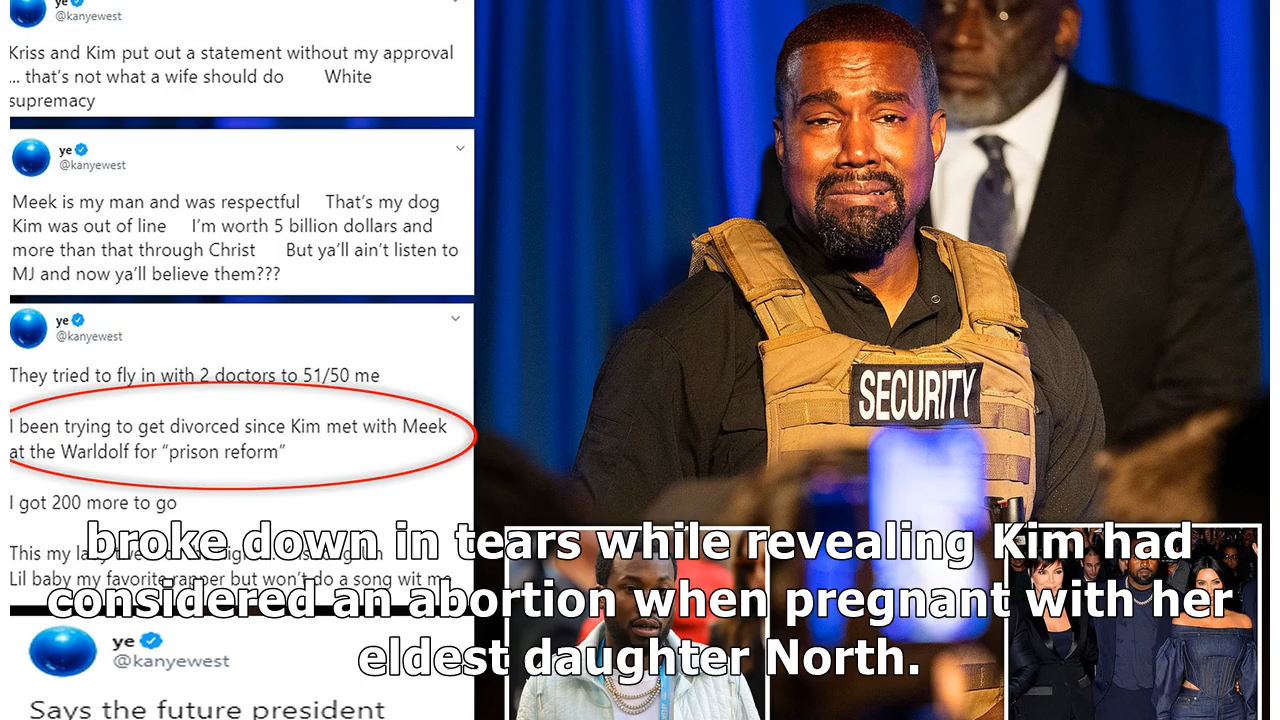 ye
@kanyewest
Kriss and Kim put out a statement without my approval
... that's not what a wife should do White
supremacy
ye
@kanyewest
Meek is my man and was respectful That's my dog
Kim was out of line I'm worth 5 billion dollars and
more than that through Christ But ya'll ain't listen to
MJ and now ya'll believe them???
ye
@kanyewest
They tried to fly in with 2 doctors to 51/50 me
I been trying to get divorced since Kim met with Meek
at the Warldolf for “prison reform”
I got 200 more to go
This my
Lil baby my favorite rapper but won't do a song wit me
ye
@kanyewest
Says the future president
SECURITY
broke down in tears while revealing Kim had
considered an abortion when pregnant with her
eldest daughter North.